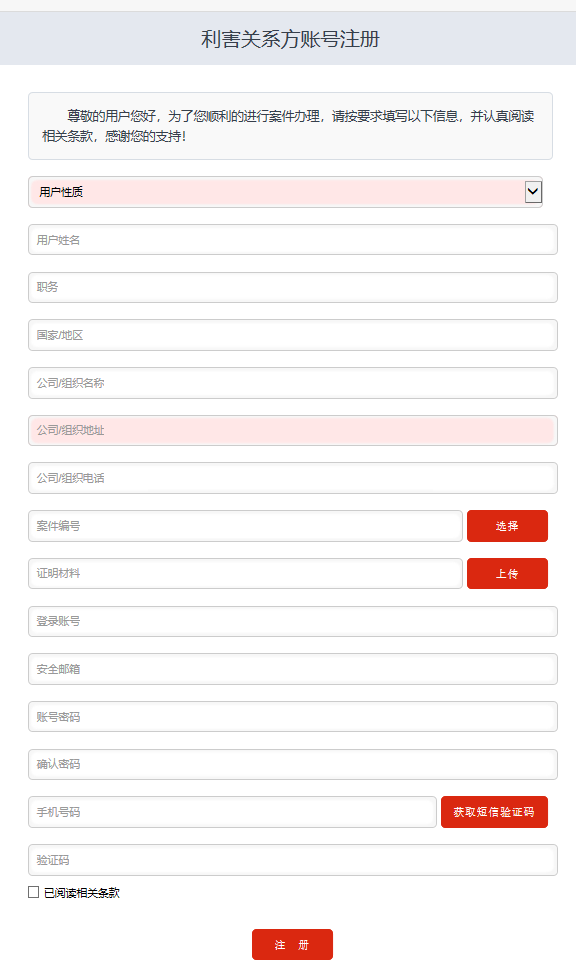 利害关系方账号注册
尊敬的用户您好，为了您顺利的进行案件办理，请按要求填写以下信息，并认真阅读
相关条款，感谢您的支持！
用户性质
用户姓名
职务
国家/地区
公司/组织名称
公司/组织地址
公司/组织电话
案件编号 选择
证明材料 上传
登录账号
安全邮箱
账号密码
确认密码
手机号码 获取短信验证码
验证码
已阅读相关条款
注 册